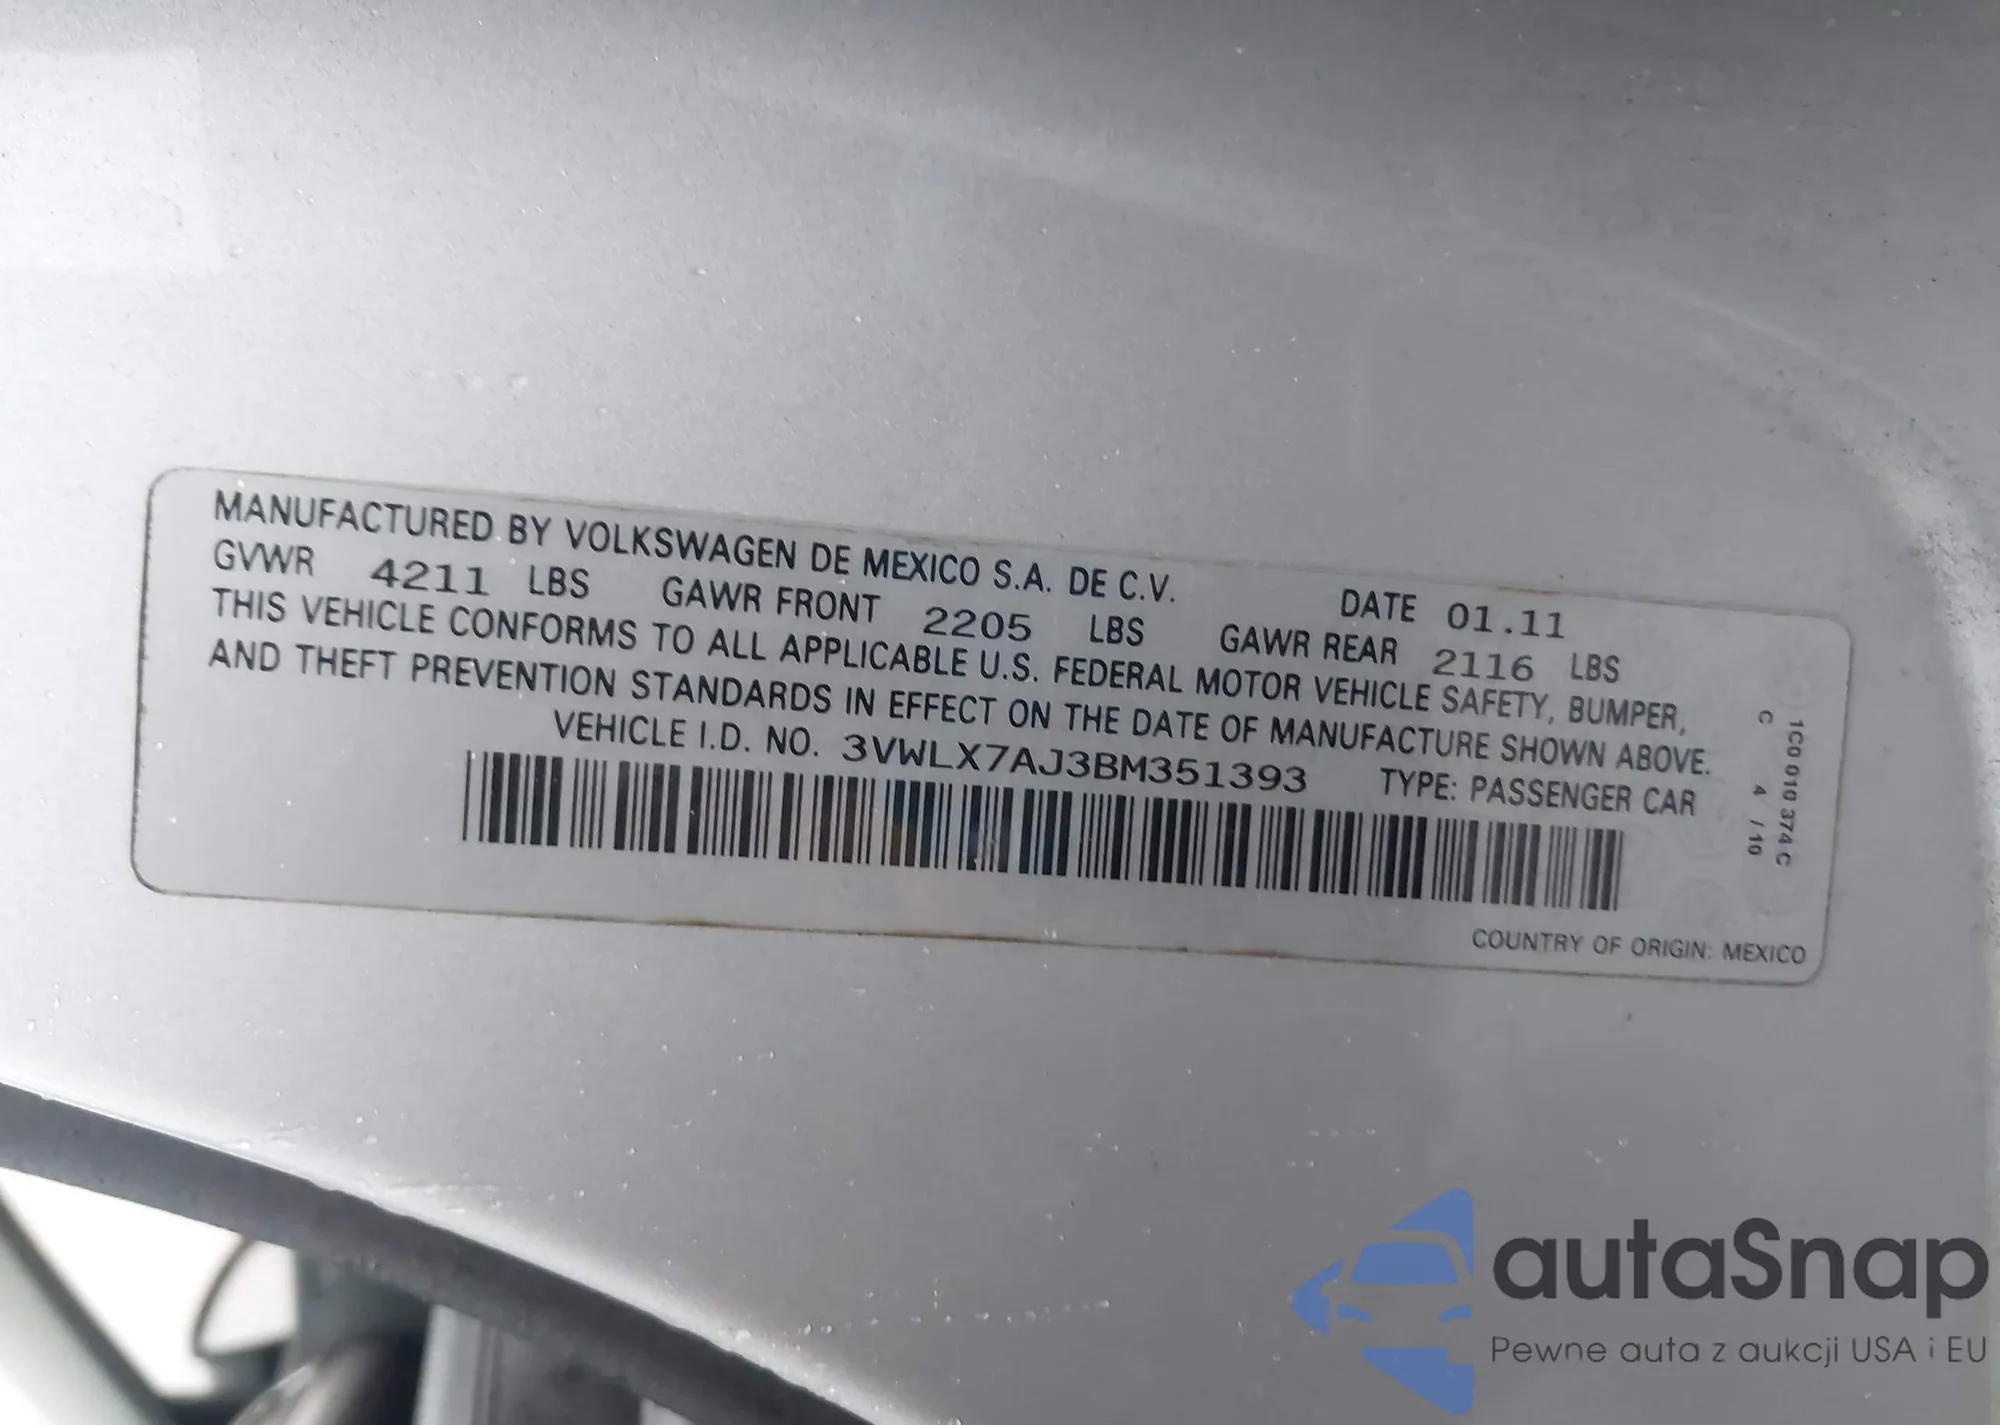 MANUFACTURED BY VOLKSWAGEN DE MEXICO S.A. DE C.V. DATE 01.11
GVWR 4211 LBS GAWR FRONT 2205 LBS GAWR REAR 2116 LBS
THIS VEHICLE CONFORMS TO ALL APPLICABLE U.S. FEDERAL MOTOR VEHICLE SAFETY, BUMPER,
AND THEFT PREVENTION STANDARDS IN EFFECT ON THE DATE OF MANUFACTURE SHOWN ABOVE.
VEHICLE I.D. NO. 3VWLX7AJ3BM351393 TYPE: PASSENGER CAR
1C0 010 374 C
C 4 / 10
COUNTRY OF ORIGIN: MEXICO
autaSnap
Pewne auta z aukcji USA i EU